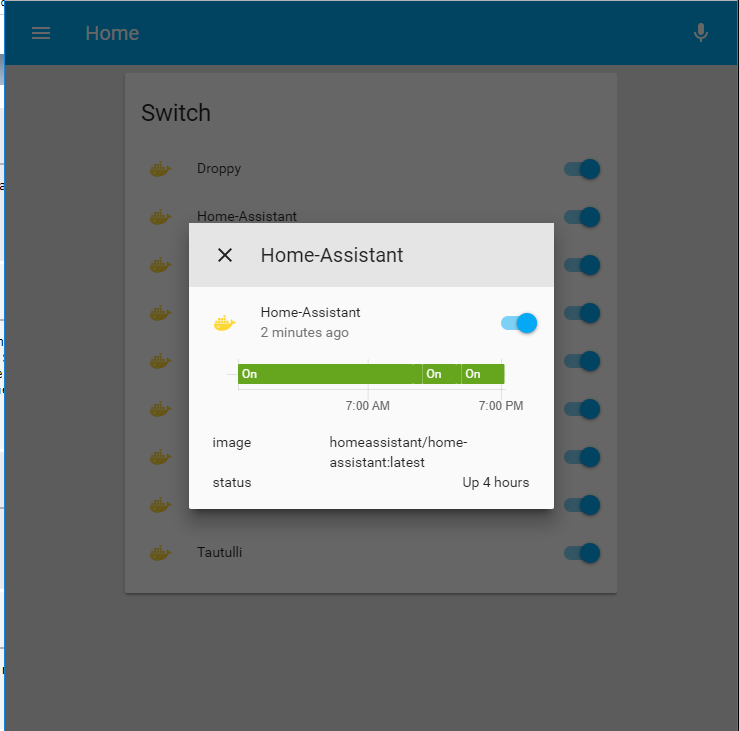 Home
Switch
Droppy
Home-Assistant
Home-Assistant
Home-Assistant
2 minutes ago
On On On
7:00 AM 7:00 PM
image homeassistant/home-
assistant:latest
status Up 4 hours
Tautulli